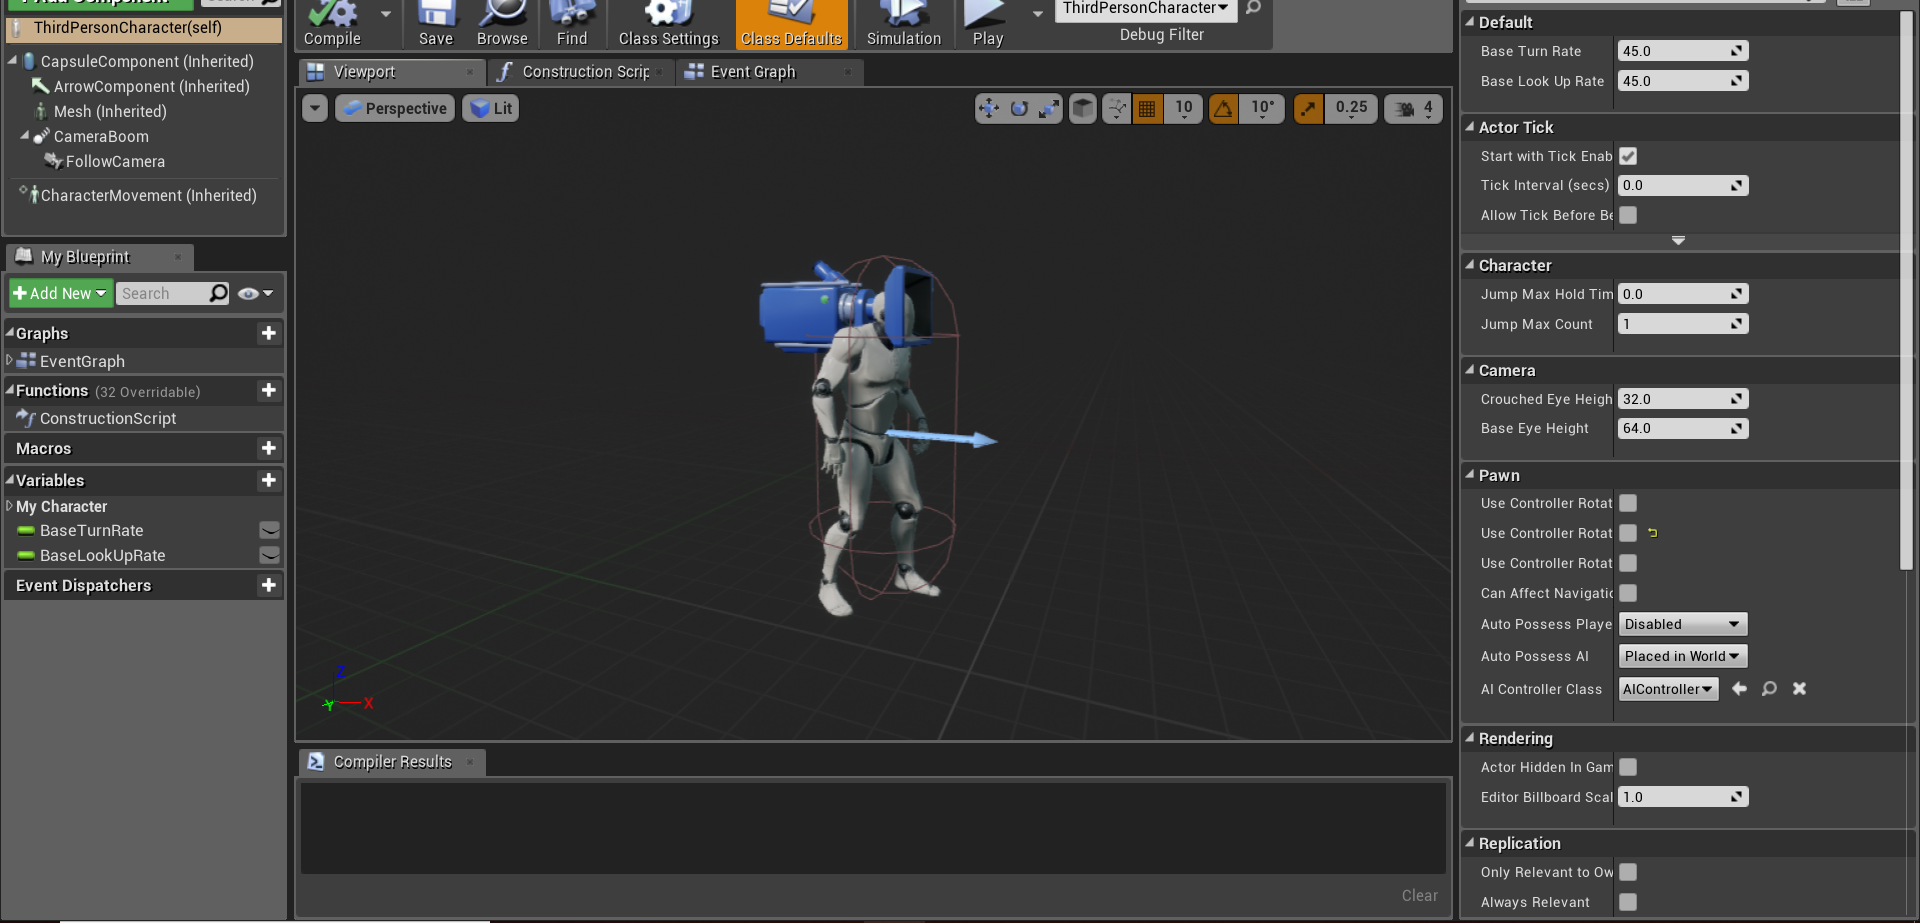 Add Component
Search
ThirdPersonCharacter(self)
CapsuleComponent (Inherited)
ArrowComponent (Inherited)
Mesh (Inherited)
CameraBoom
FollowCamera
CharacterMovement (Inherited)
My Blueprint
Add New
Search
Graphs
EventGraph
Functions (32 Overridable)
ConstructionScript
Macros
Variables
My Character
BaseTurnRate
BaseLookUpRate
Event Dispatchers
Compile
Save
Browse
Find
Class Settings
Class Defaults
Simulation
Play
ThirdPersonCharacter
Debug Filter
Viewport
Construction Scrip
Event Graph
Perspective
Lit
10
10°
0.25
4
Z
Y
X
Compiler Results
Clear
Default
Base Turn Rate 45.0
Base Look Up Rate 45.0
Actor Tick
Start with Tick Enab
Tick Interval (secs) 0.0
Allow Tick Before Be
Character
Jump Max Hold Tim 0.0
Jump Max Count 1
Camera
Crouched Eye Heigh 32.0
Base Eye Height 64.0
Pawn
Use Controller Rotat
Use Controller Rotat
Use Controller Rotat
Can Affect Navigatio
Auto Possess Playe Disabled
Auto Possess AI Placed in World
AI Controller Class AIController
Rendering
Actor Hidden In Gam
Editor Billboard Scal 1.0
Replication
Only Relevant to Ow
Always Relevant